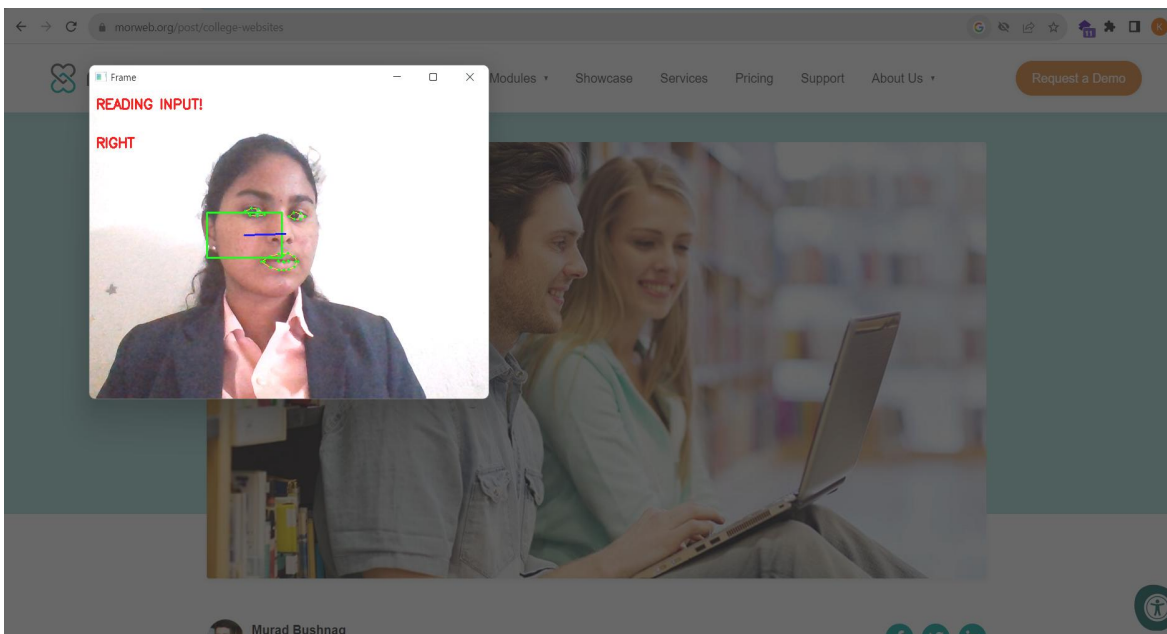 morweb.org/post/college-websites
11
K
Frame
Modules
Showcase
Services
Pricing
Support
About Us
Request a Demo
READING INPUT!
RIGHT
Murad Bushnaq